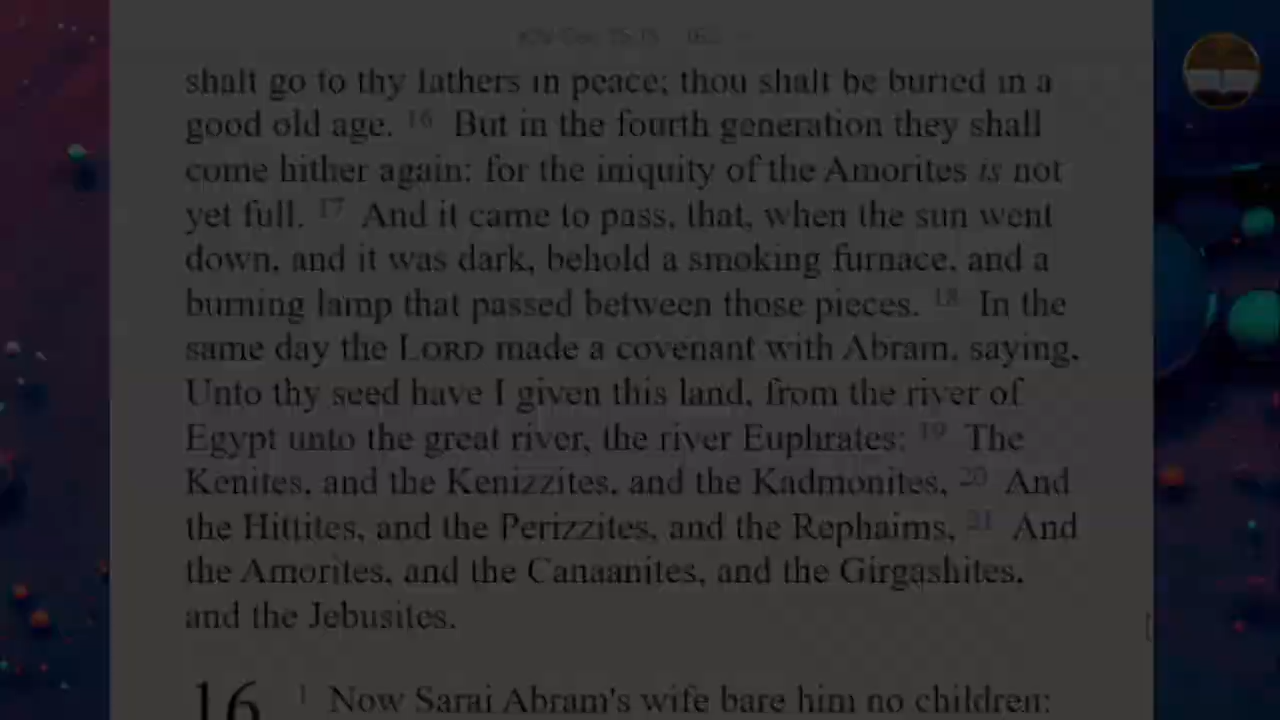 KJV Gen 15:15
shalt go to thy fathers in peace; thou shalt be buried in a
good old age. 16 But in the fourth generation they shall
come hither again: for the iniquity of the Amorites is not
yet full. 17 And it came to pass, that, when the sun went
down, and it was dark, behold a smoking furnace, and a
burning lamp that passed between those pieces. 18 In the
same day the LORD made a covenant with Abram, saying,
Unto thy seed have I given this land, from the river of
Egypt unto the great river, the river Euphrates: 19 The
Kenites, and the Kenizzites, and the Kadmonites, 20 And
the Hittites, and the Perizzites, and the Rephaims, 21 And
the Amorites, and the Canaanites, and the Girgashites,
and the Jebusites.
16 1 Now Sarai Abram's wife bare him no children: